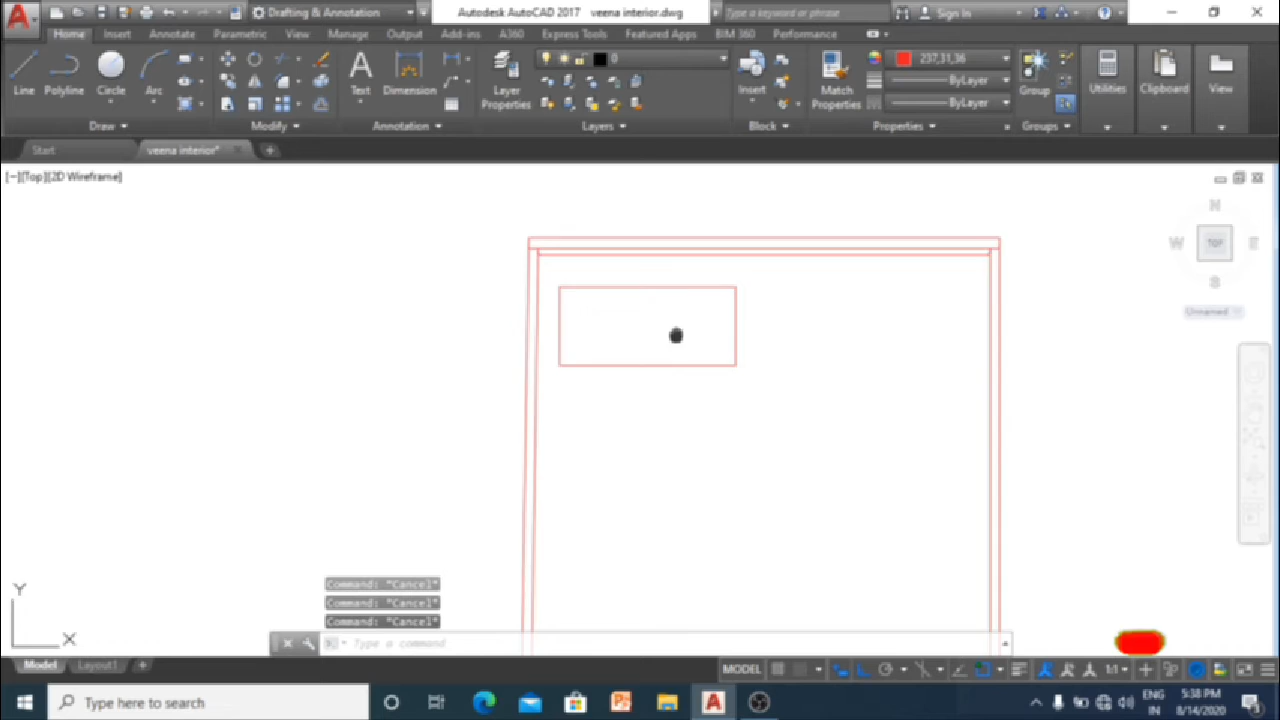 Drafting & Annotation
Autodesk AutoCAD 2017 veena interior.dwg
Type a keyword or phrase
Sign In
Home Insert Annotate Parametric View Manage Output Add-ins A360 Express Tools Featured Apps BIM 360 Performance
0
237,31,36
ByLayer
ByLayer
Line Polyline Circle Arc Text Dimension Layer Properties Insert Match Properties Group Utilities Clipboard View
Draw Modify Annotation Layers Block Properties Groups
Start veena interior*
[−][Top][2D Wireframe]
N
W TOP E
S
Unnamed
Y
X
Command: *Cancel*
Command: *Cancel*
Command: *Cancel*
Type a command
Model Layout1
MODEL 1:1
Type here to search
ENG
IN
5:38 PM
8/14/2020